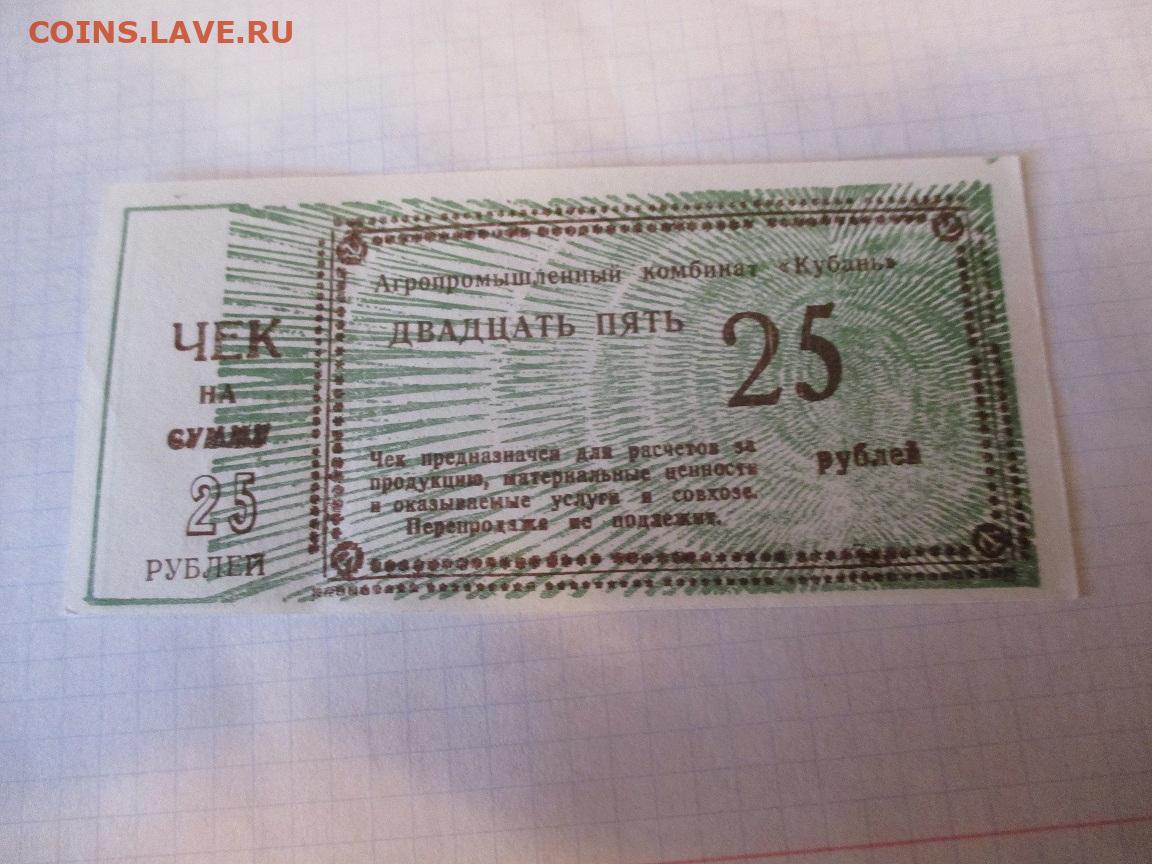 COINS.LAVE.RU
ЧЕК
НА
СУММУ
25
РУБЛЕЙ
Агропромышленный комбинат «Кубань»
ДВАДЦАТЬ ПЯТЬ
25
рублей
Чек предназначен для расчетов за
продукцию, материальные ценности
и оказываемые услуги в совхозе.
Перепродаже не подлежит.